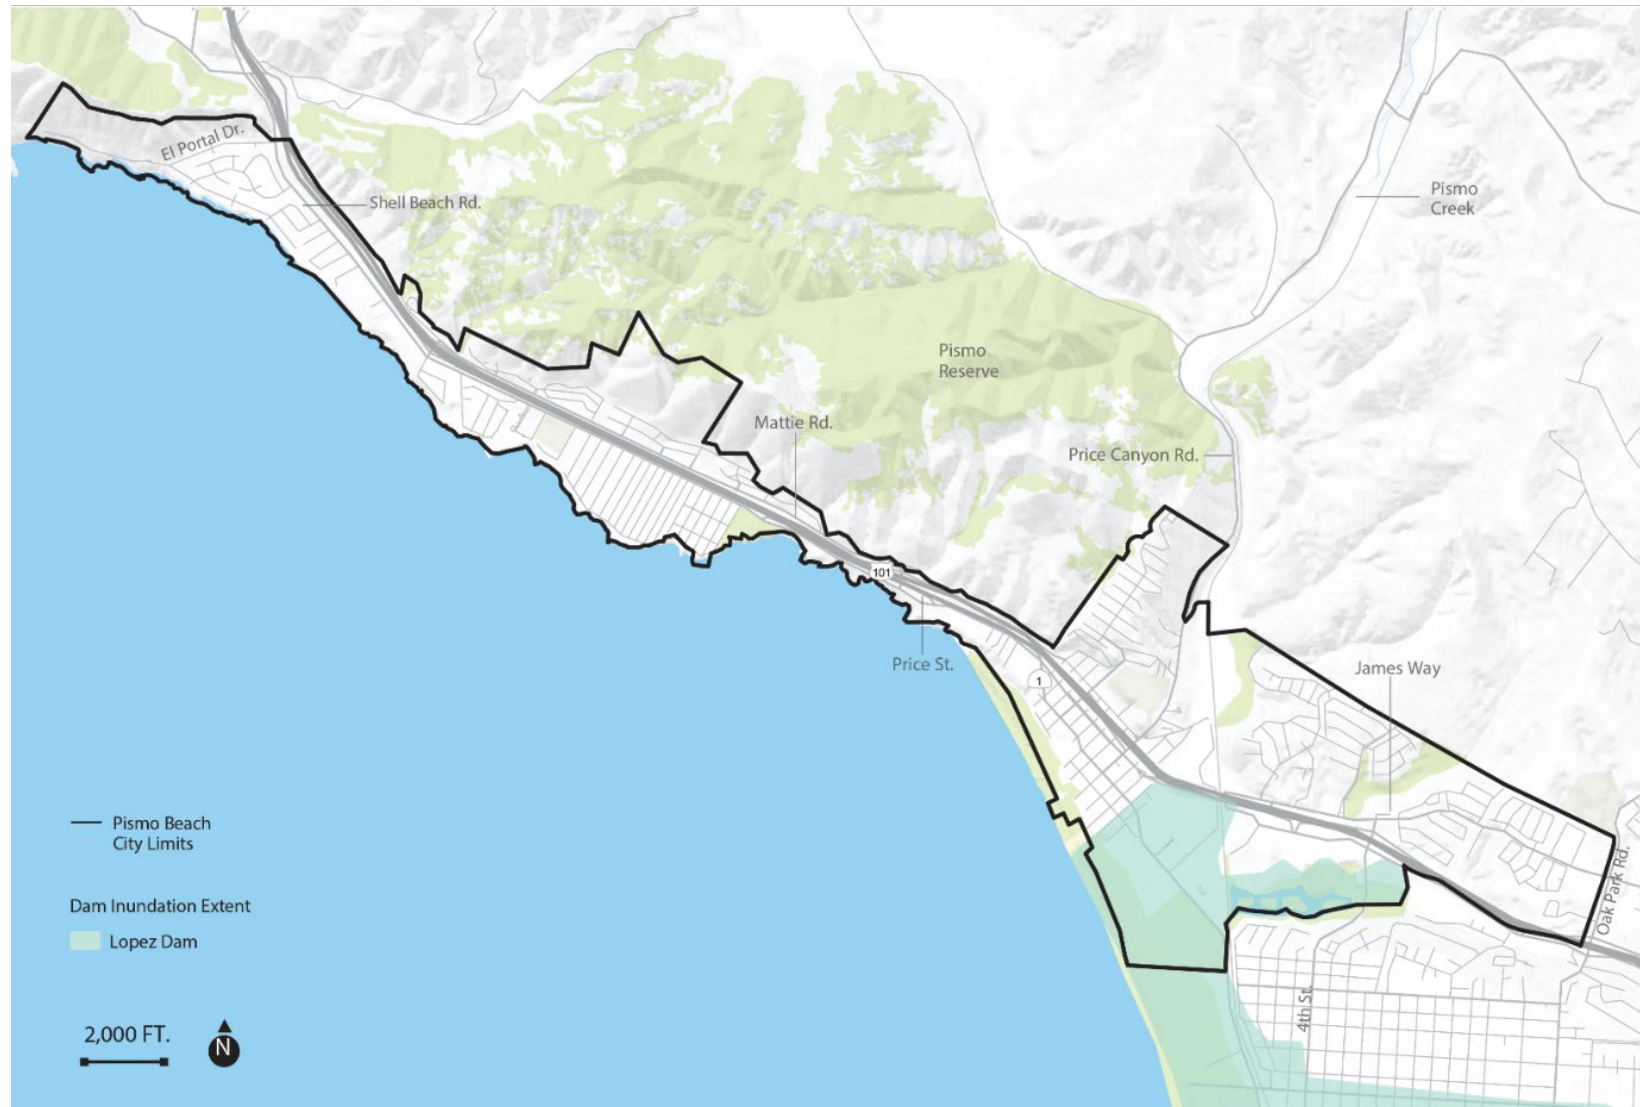 El Portal Dr.
Shell Beach Rd.
Pismo
Creek
Pismo
Reserve
Mattie Rd.
Price Canyon Rd.
101
Price St.
1
James Way
Oak Park Rd.
4th St.
Pismo Beach
City Limits
Dam Inundation Extent
Lopez Dam
2,000 FT.
N